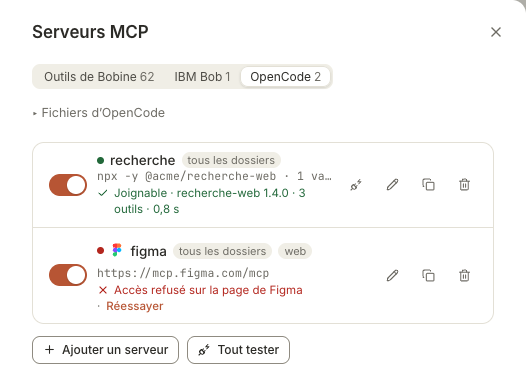 Serveurs MCP
Outils de Bobine 62 IBM Bob 1 OpenCode 2
▸ Fichiers d’OpenCode
recherche tous les dossiers
npx -y @acme/recherche-web · 1 va…
✓ Joignable · recherche-web 1.4.0 · 3
outils · 0,8 s
figma tous les dossiers web
https://mcp.figma.com/mcp
✕ Accès refusé sur la page de Figma
· Réessayer
+ Ajouter un serveur Tout tester